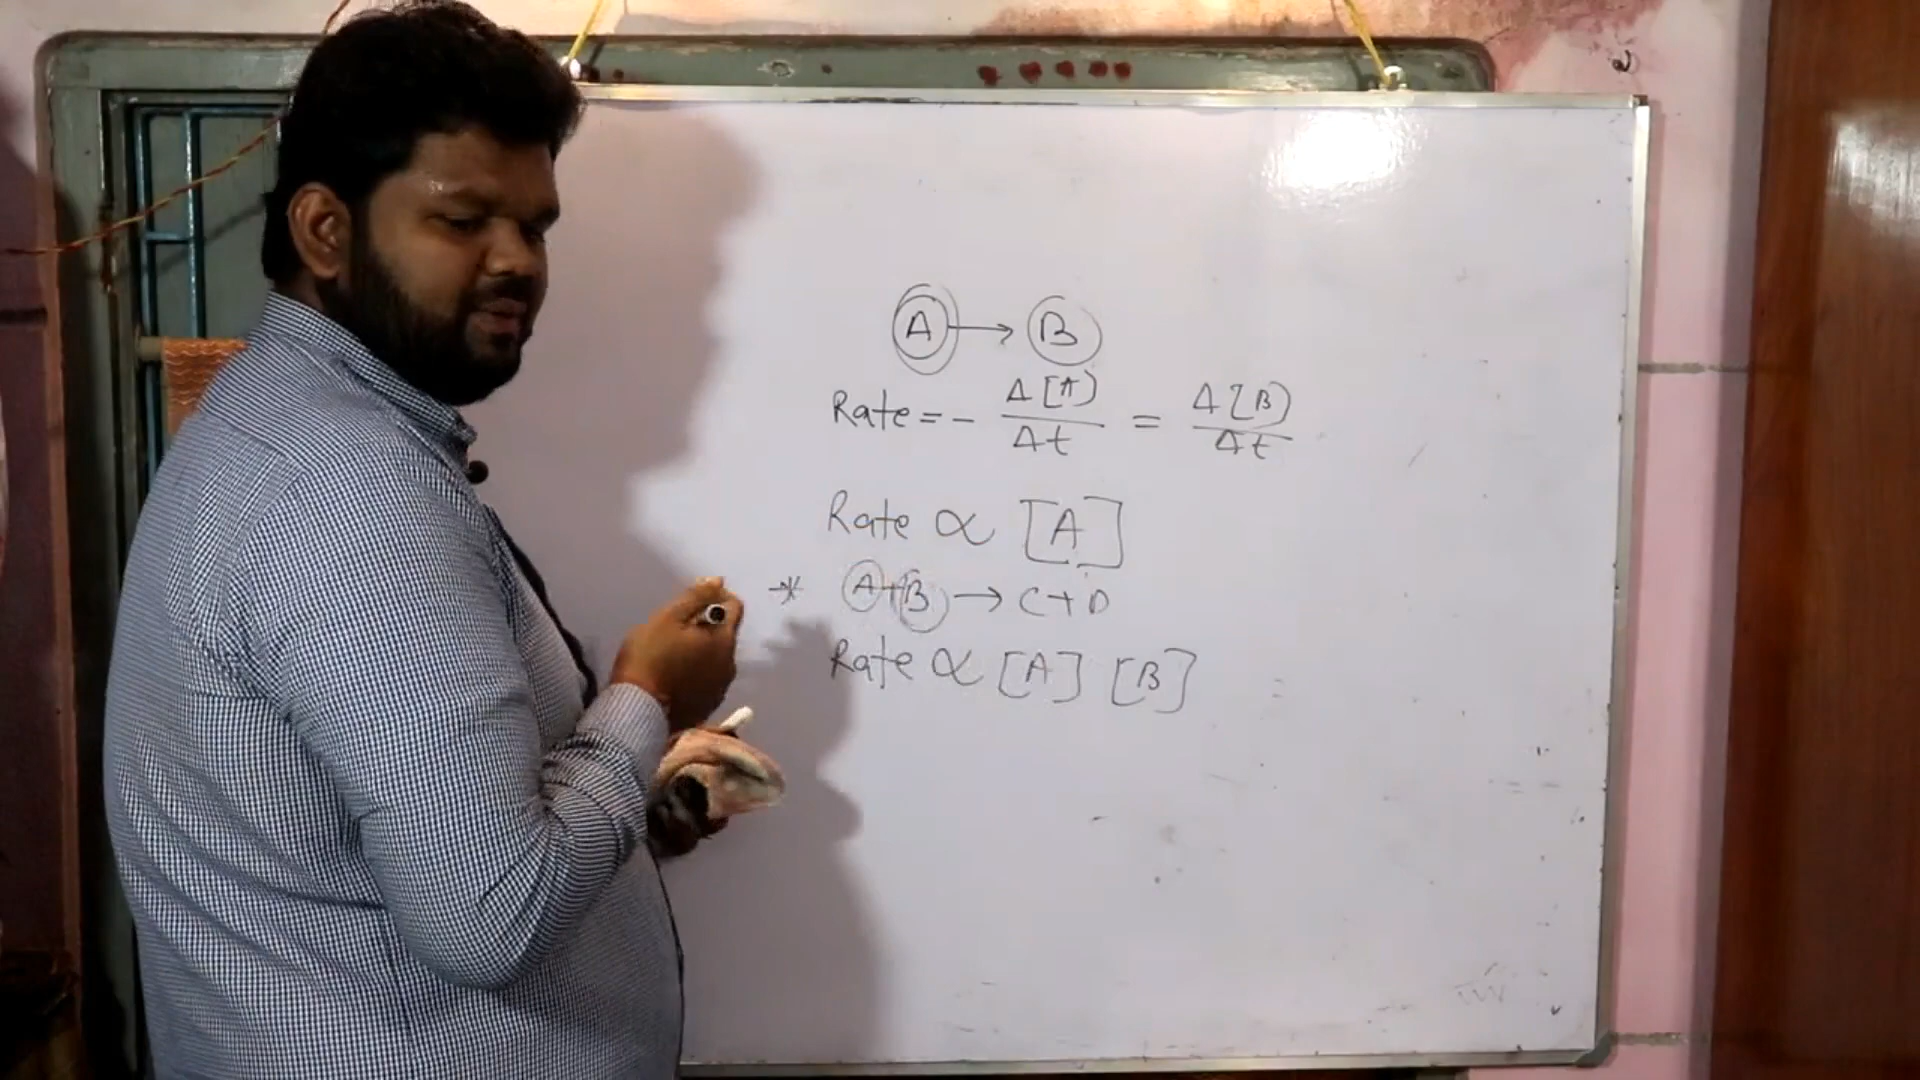 A → B
Rate = - Δ[A) / Δt = Δ[B) / Δt
Rate ∝ [A]
→* A+B → C+D
Rate ∝ [A] [B]